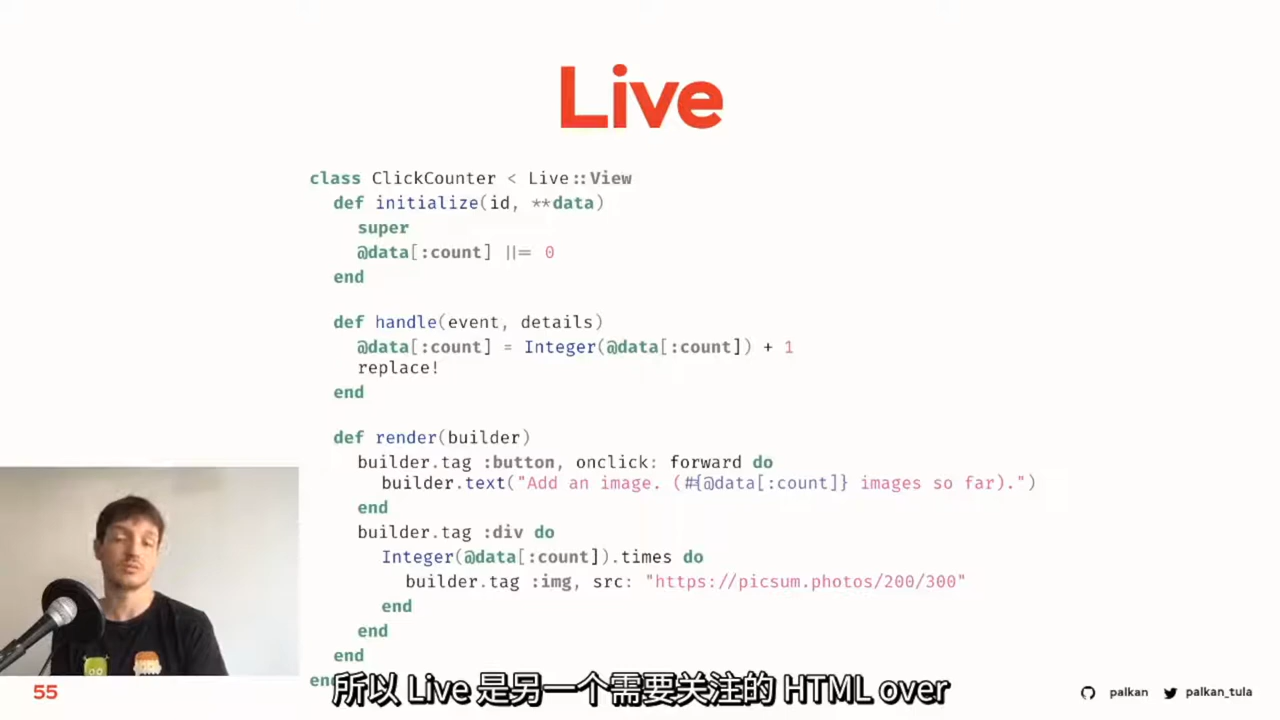 Live
class ClickCounter < Live::View
  def initialize(id, **data)
    super
    @data[:count] ||= 0
  end

  def handle(event, details)
    @data[:count] = Integer(@data[:count]) + 1
    replace!
  end

  def render(builder)
    builder.tag :button, onclick: forward do
      builder.text("Add an image. (#{@data[:count]} images so far).")
    end
    builder.tag :div do
      Integer(@data[:count]).times do
        builder.tag :img, src: "https://picsum.photos/200/300"
      end
    end
  end
end
所以 Live 是另一个需要关注的 HTML over
55
palkan palkan_tula